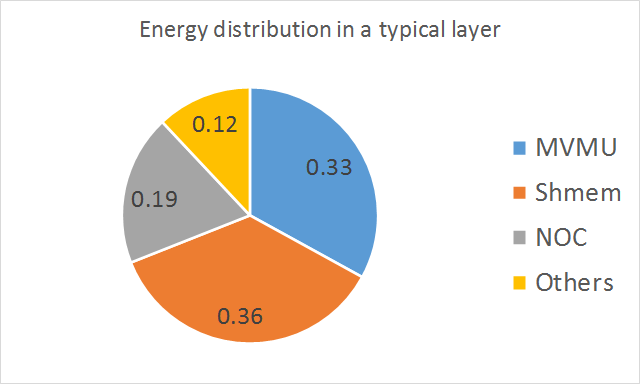 Energy distribution in a typical layer
0.12
0.33
0.19
0.36
MVMU
Shmem
NOC
Others